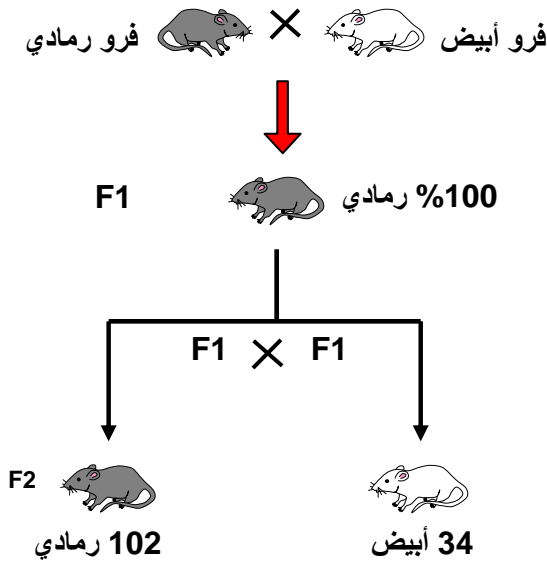 فرو أبيض × فرو رمادي
%100 رمادي F1
F1 × F1
F2
34 أبيض 102 رمادي